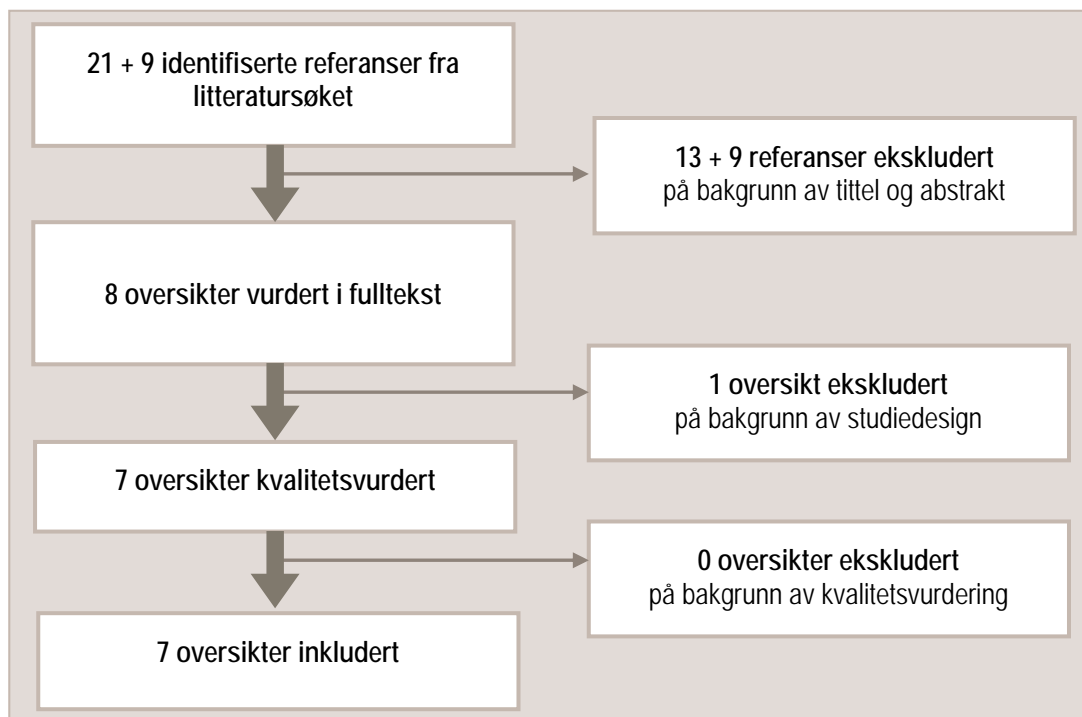 21 + 9 identifiserte referanser fra
litteratursøket
13 + 9 referanser ekskludert
på bakgrunn av tittel og abstrakt
8 oversikter vurdert i fulltekst
1 oversikt ekskludert
på bakgrunn av studiedesign
7 oversikter kvalitetsvurdert
0 oversikter ekskludert
på bakgrunn av kvalitetsvurdering
7 oversikter inkludert